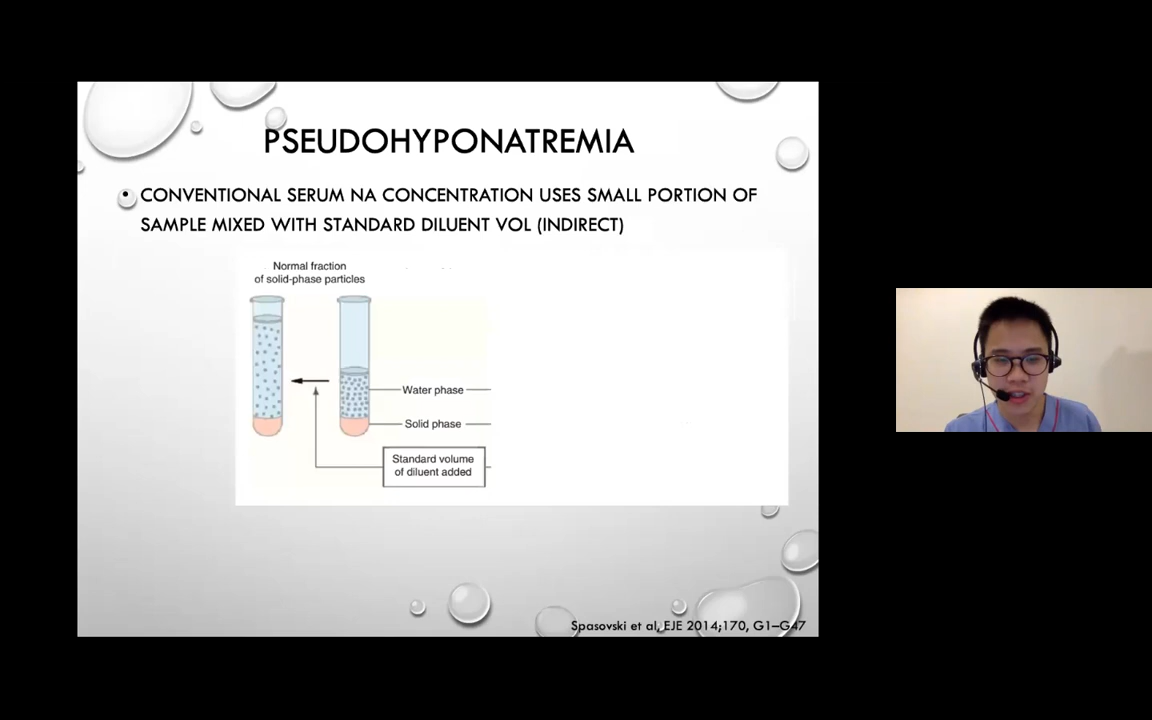 PSEUDOHYPONATREMIA
CONVENTIONAL SERUM NA CONCENTRATION USES SMALL PORTION OF
SAMPLE MIXED WITH STANDARD DILUENT VOL (INDIRECT)
Normal fraction
of solid-phase particles
Water phase
Solid phase
Standard volume
of diluent added
Spasovski et al, EJE 2014;170, G1–G47